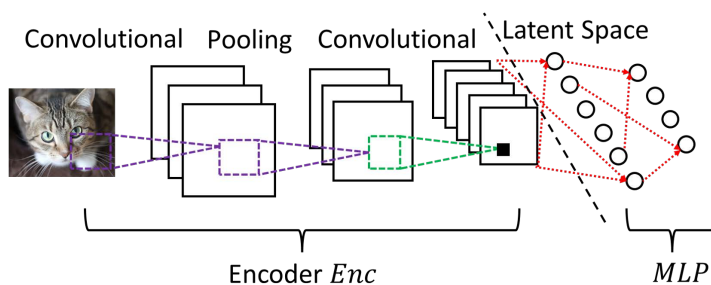 Convolutional Pooling Convolutional Latent Space
Encoder Enc
MLP